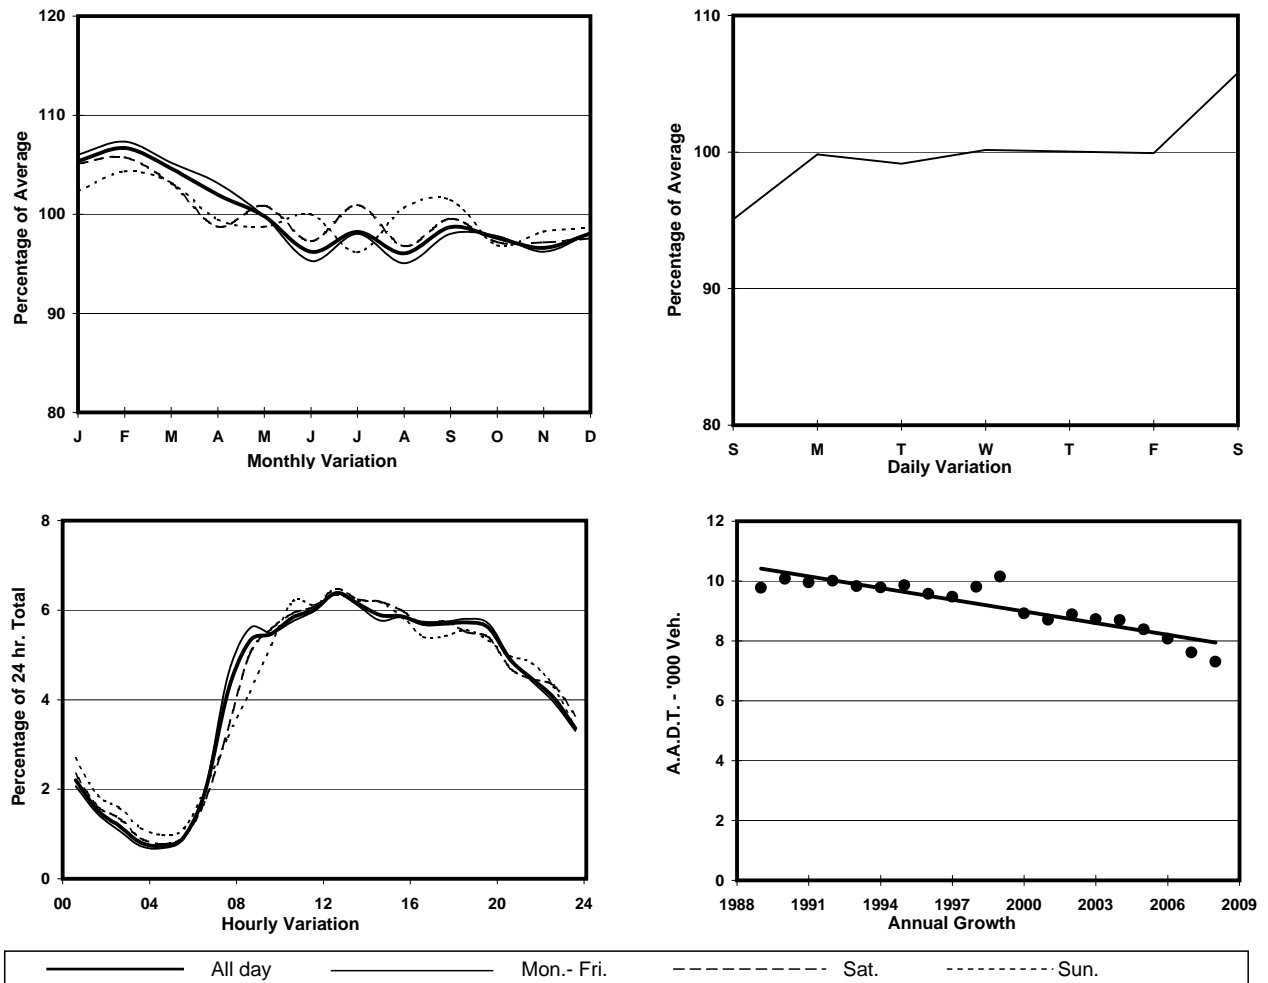 120
110
100
90
80
Percentage of Average
J F M A M J J A S O N D
Monthly Variation
110
100
90
80
Percentage of Average
S M T W T F S
Daily Variation
8
6
4
2
0
Percentage of 24 hr. Total
00 04 08 12 16 20 24
Hourly Variation
12
10
8
6
4
2
0
A.A.D.T. - '000 Veh.
1988 1991 1994 1997 2000 2003 2006 2009
Annual Growth
All day Mon.- Fri. Sat. Sun.